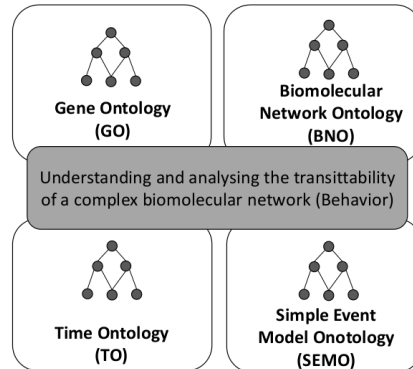 Gene Ontology
(GO)
Biomolecular
Network Ontology
(BNO)
Understanding and analysing the transittability
of a complex biomolecular network (Behavior)
Time Ontology
(TO)
Simple Event
Model Onotology
(SEMO)